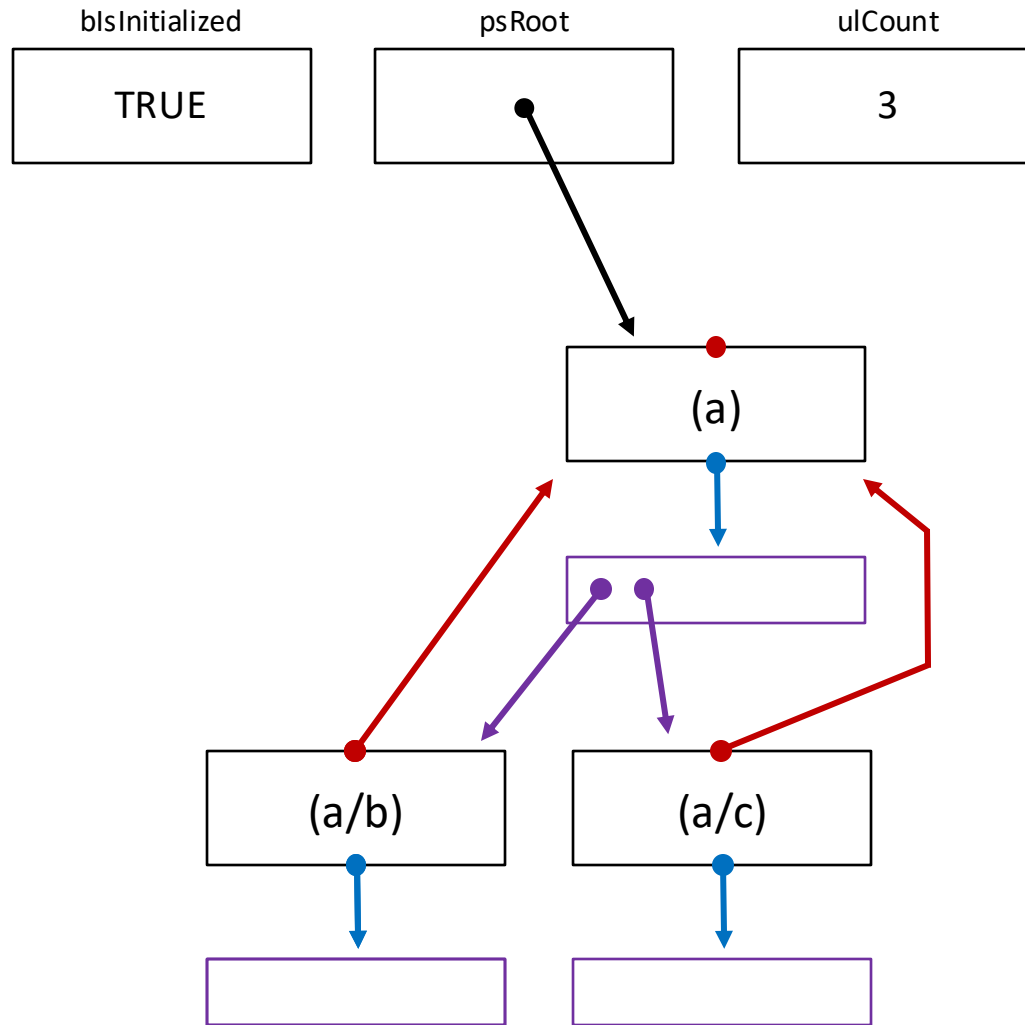 bIsInitialized
psRoot
ulCount
TRUE
3
(a)
(a/b)
(a/c)